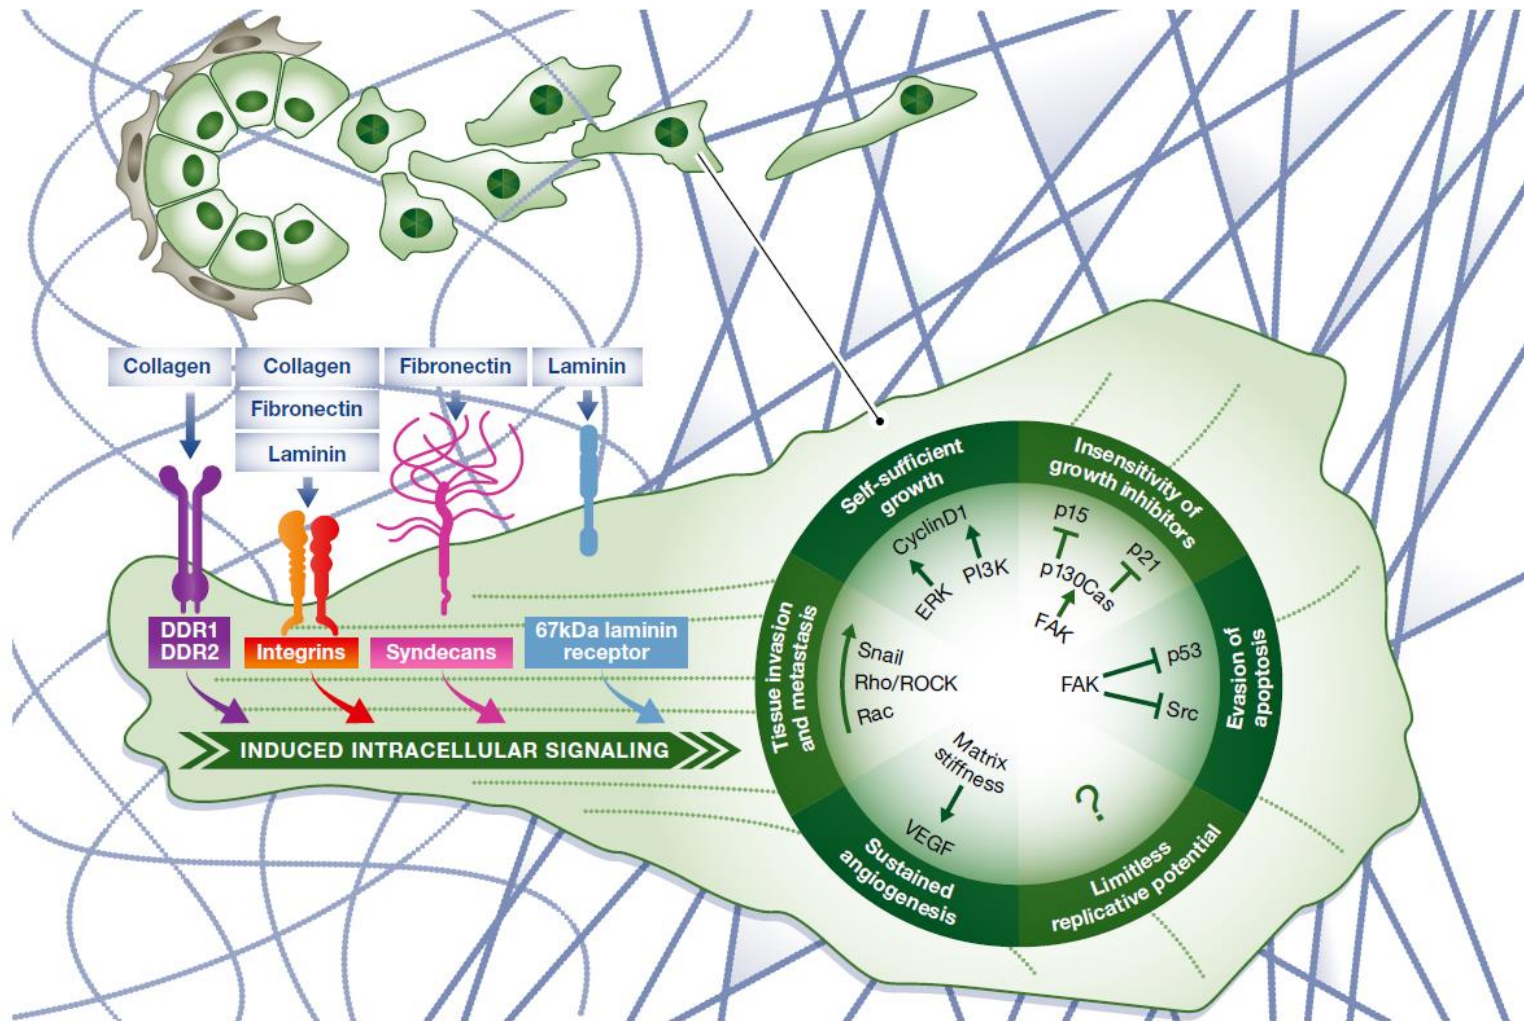 Collagen
Collagen
Fibronectin
Laminin
Fibronectin
Laminin
DDR1
DDR2
Integrins
Syndecans
67kDa laminin
receptor
INDUCED INTRACELLULAR SIGNALING
Self-sufficient
growth
CyclinD1
ERK
PI3K
Insensitivity of
growth inhibitors
p15
p21
p130Cas
FAK
Evasion of
apoptosis
FAK
p53
Src
Limitless
replicative potential
?
Sustained
angiogenesis
Matrix
stiffness
VEGF
Tissue invasion
and metastasis
Snail
Rho/ROCK
Rac